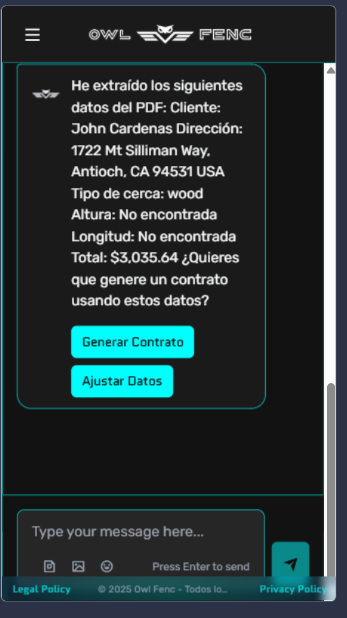 OWL FENC
He extraído los siguientes
datos del PDF: Cliente:
John Cardenas Dirección:
1722 Mt Silliman Way,
Antioch, CA 94531 USA
Tipo de cerca: wood
Altura: No encontrada
Longitud: No encontrada
Total: $3,035.64 ¿Quieres
que genere un contrato
usando estos datos?
Generar Contrato
Ajustar Datos
Type your message here...
Press Enter to send
Legal Policy © 2025 Owl Fenc - Todos lo... Privacy Policy